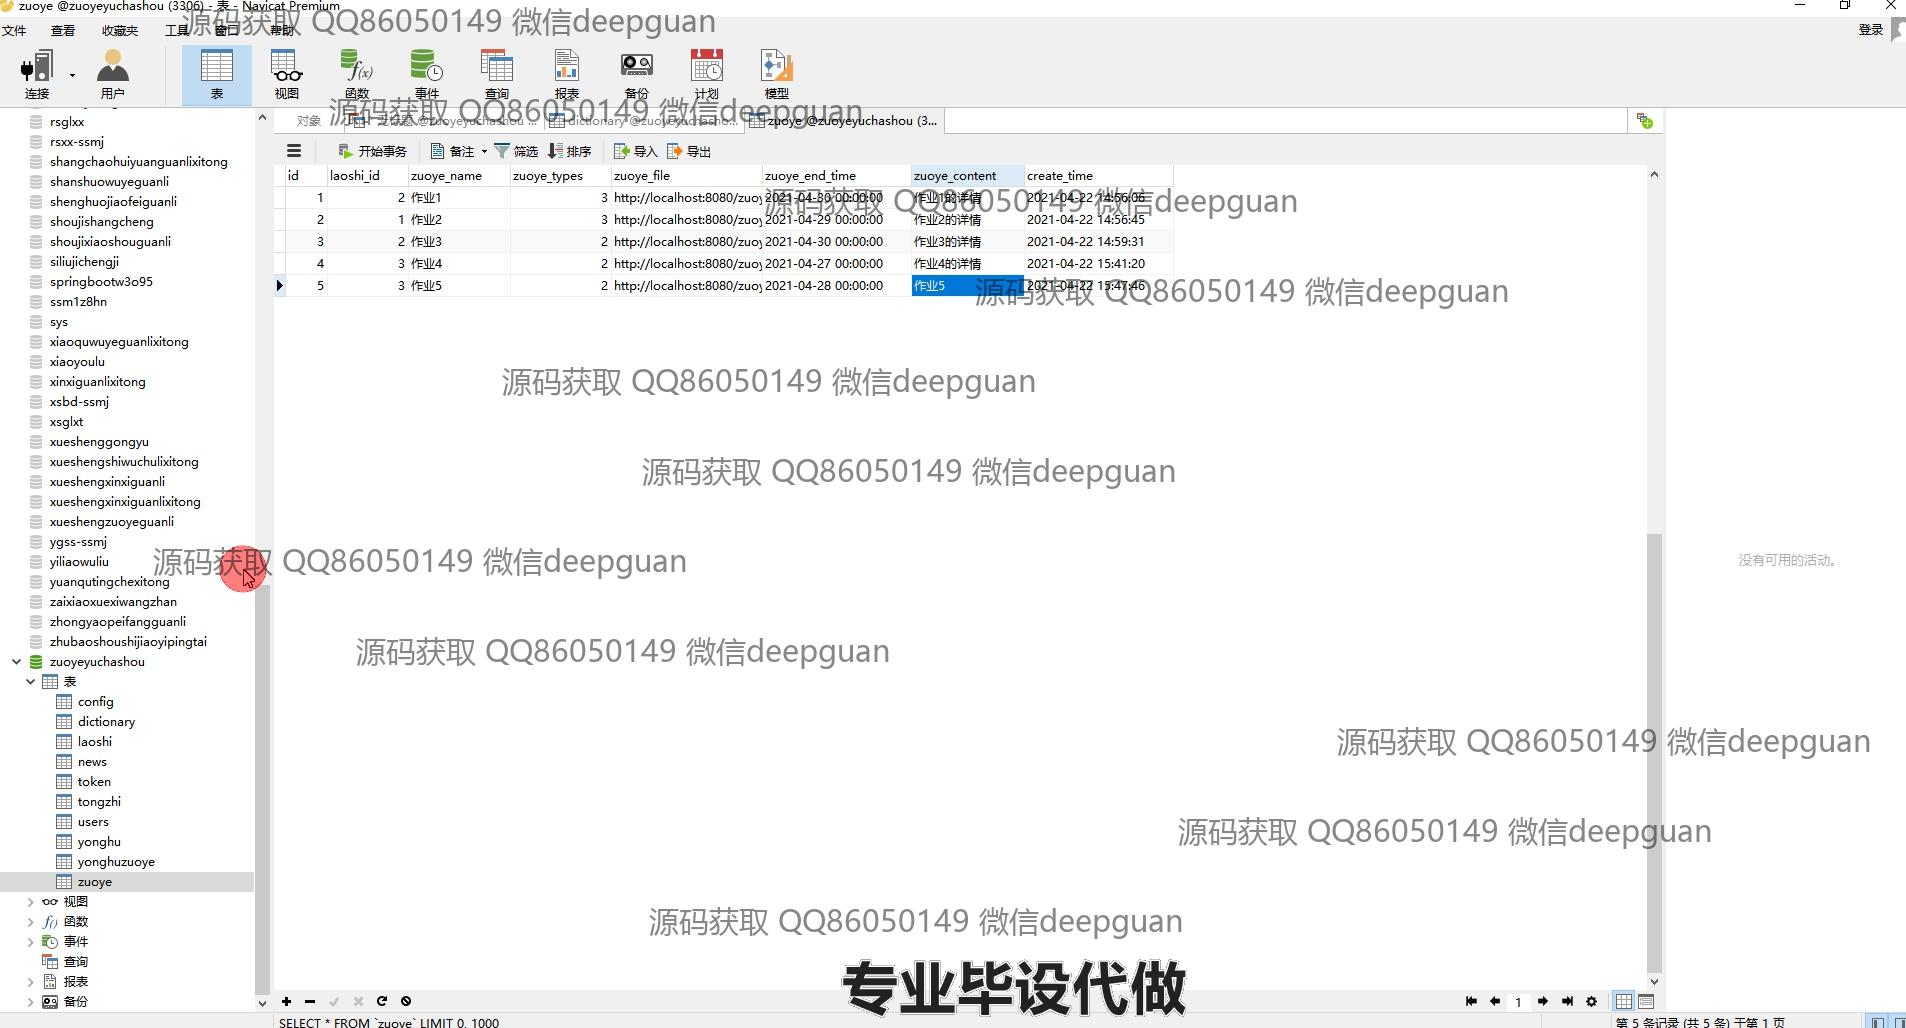 zuoye @zuoyeyuchashou (3306) - 表 - Navicat Premium
文件 查看 收藏夹 工具 窗口 帮助 登录
源码获取 QQ86050149 微信deepguan
连接 用户 表 视图 函数 事件 查询 报表 备份 计划 模型
源码获取 QQ86050149 微信deepguan
对象 @zuoyeyuchashou ... dictionary @zuoyeyuchasho... zuoye @zuoyeyuchashou (3...
开始事务 备注 筛选 排序 导入 导出
id laoshi_id zuoye_name zuoye_types zuoye_file zuoye_end_time zuoye_content create_time
1 2 作业1 3 http://localhost:8080/zuoy 2021-04-30 00:00:00 作业1的详情 2021-04-22 14:56:06
源码获取 QQ86050149 微信deepguan
2 1 作业2 3 http://localhost:8080/zuoy 2021-04-29 00:00:00 作业2的详情 2021-04-22 14:56:45
3 2 作业3 2 http://localhost:8080/zuoy 2021-04-30 00:00:00 作业3的详情 2021-04-22 14:59:31
4 3 作业4 2 http://localhost:8080/zuoy 2021-04-27 00:00:00 作业4的详情 2021-04-22 15:41:20
5 3 作业5 2 http://localhost:8080/zuoy 2021-04-28 00:00:00 作业5 2021-04-22 15:47:46
源码获取 QQ86050149 微信deepguan
源码获取 QQ86050149 微信deepguan
源码获取 QQ86050149 微信deepguan
源码获取 QQ86050149 微信deepguan
没有可用的活动。
源码获取 QQ86050149 微信deepguan
源码获取 QQ86050149 微信deepguan
源码获取 QQ86050149 微信deepguan
源码获取 QQ86050149 微信deepguan
专业毕设代做
rsglxx
rsxx-ssmj
shangchaohuiyuanguanlixitong
shanshuowuyeguanli
shenghuojiaofeiguanli
shoujishangcheng
shoujixiaoshouguanli
siliujichengji
springbootw3o95
ssm1z8hn
sys
xiaoquwuyeguanlixitong
xiaoyoulu
xinxiguanlixitong
xsbd-ssmj
xsglxt
xueshenggongyu
xueshengshiwuchulixitong
xueshengxinxiguanli
xueshengxinxiguanlixitong
xueshengzuoyeguanli
ygss-ssmj
yiliaowuliu
yuanqutingchexitong
zaixiaoxuexiwangzhan
zhongyaopeifangguanli
zhubaoshoushijiaoyipingtai
zuoyeyuchashou
表
config
dictionary
laoshi
news
token
tongzhi
users
yonghu
yonghuzuoye
zuoye
视图
函数
事件
查询
报表
备份
1
SELECT * FROM `zuoye` LIMIT 0, 1000
第 5 条记录 (共 5 条) 于第 1 页